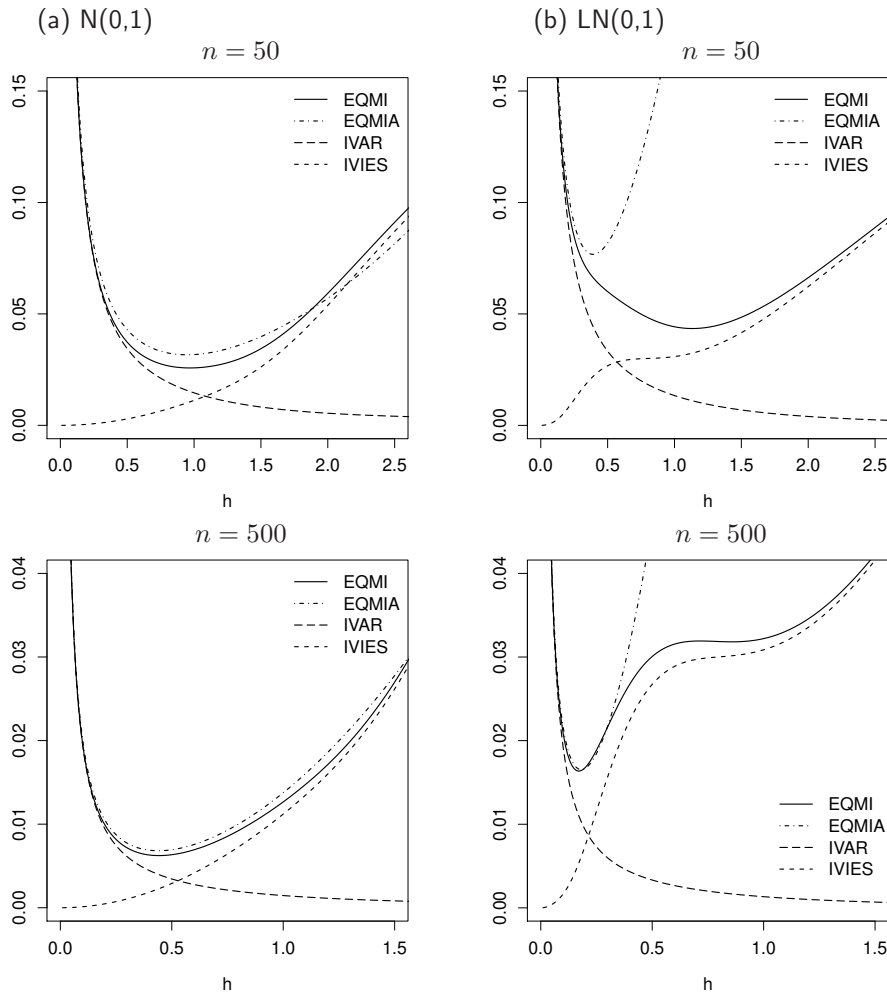 (a) N(0,1)
n = 50
0.15
0.10
0.05
0.00
EQMI
EQMIA
IVAR
IVIES
0.0 0.5 1.0 1.5 2.0 2.5
h
(b) LN(0,1)
n = 50
0.15
0.10
0.05
0.00
EQMI
EQMIA
IVAR
IVIES
0.0 0.5 1.0 1.5 2.0 2.5
h
n = 500
0.04
0.03
0.02
0.01
0.00
EQMI
EQMIA
IVAR
IVIES
0.0 0.5 1.0 1.5
h
n = 500
0.04
0.03
0.02
0.01
0.00
EQMI
EQMIA
IVAR
IVIES
0.0 0.5 1.0 1.5
h